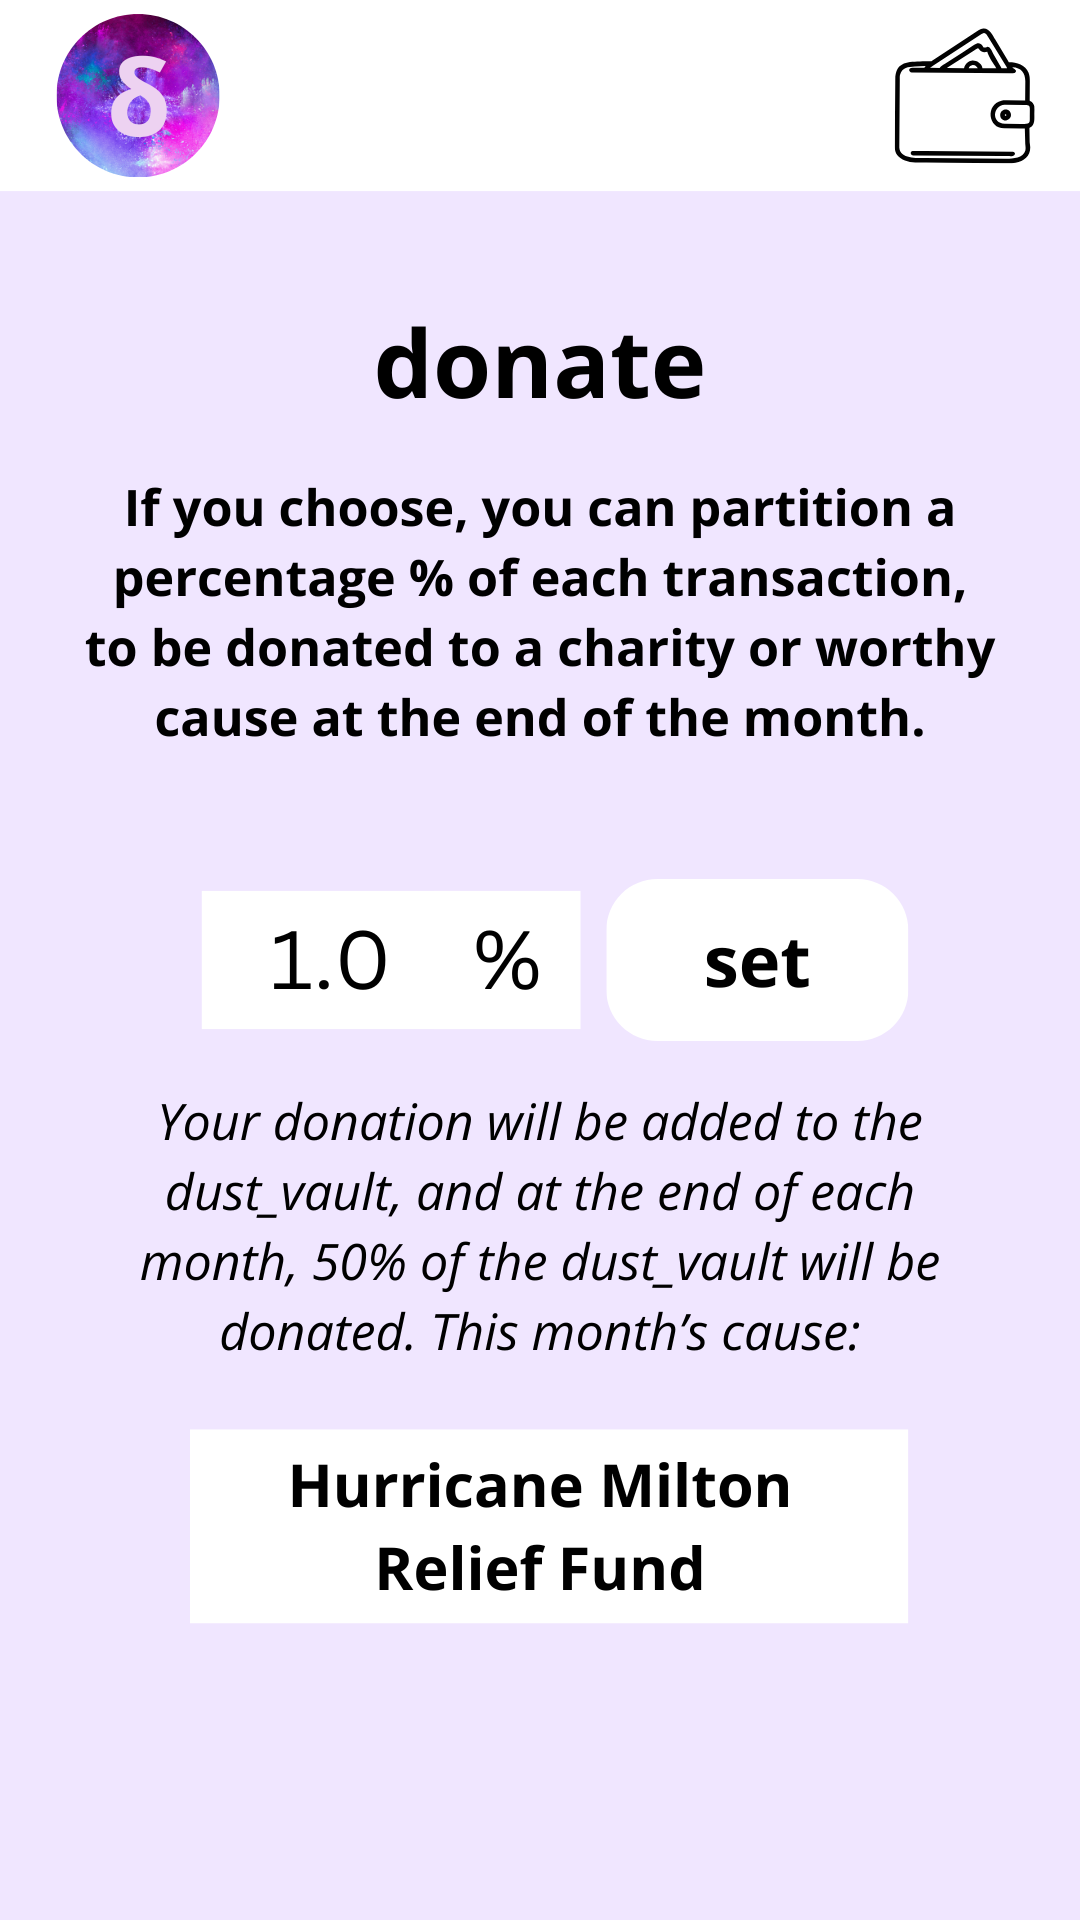 δ
donate
If you choose, you can partition a
percentage % of each transaction,
to be donated to a charity or worthy
cause at the end of the month.
1.0 %
set
Your donation will be added to the
dust_vault, and at the end of each
month, 50% of the dust_vault will be
donated. This month’s cause:
Hurricane Milton
Relief Fund